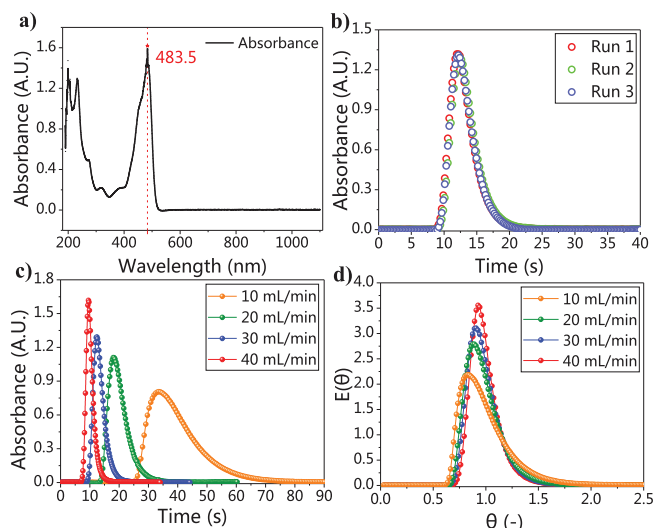 a)
Absorbance
483.5
Absorbance (A.U.)
1.6
1.2
0.8
0.4
0.0
200 400 600 800 1000
Wavelength (nm)
b)
Run 1
Run 2
Run 3
Absorbance (A.U.)
1.5
1.2
0.9
0.6
0.3
0.0
0 5 10 15 20 25 30 35 40
Time (s)
c)
10 mL/min
20 mL/min
30 mL/min
40 mL/min
Absorbance (A.U.)
1.8
1.5
1.2
0.9
0.6
0.3
0.0
0 10 20 30 40 50 60 70 80 90
Time (s)
d)
10 mL/min
20 mL/min
30 mL/min
40 mL/min
E(θ)
4.0
3.5
3.0
2.5
2.0
1.5
1.0
0.5
0.0
0.0 0.5 1.0 1.5 2.0 2.5
θ (-)